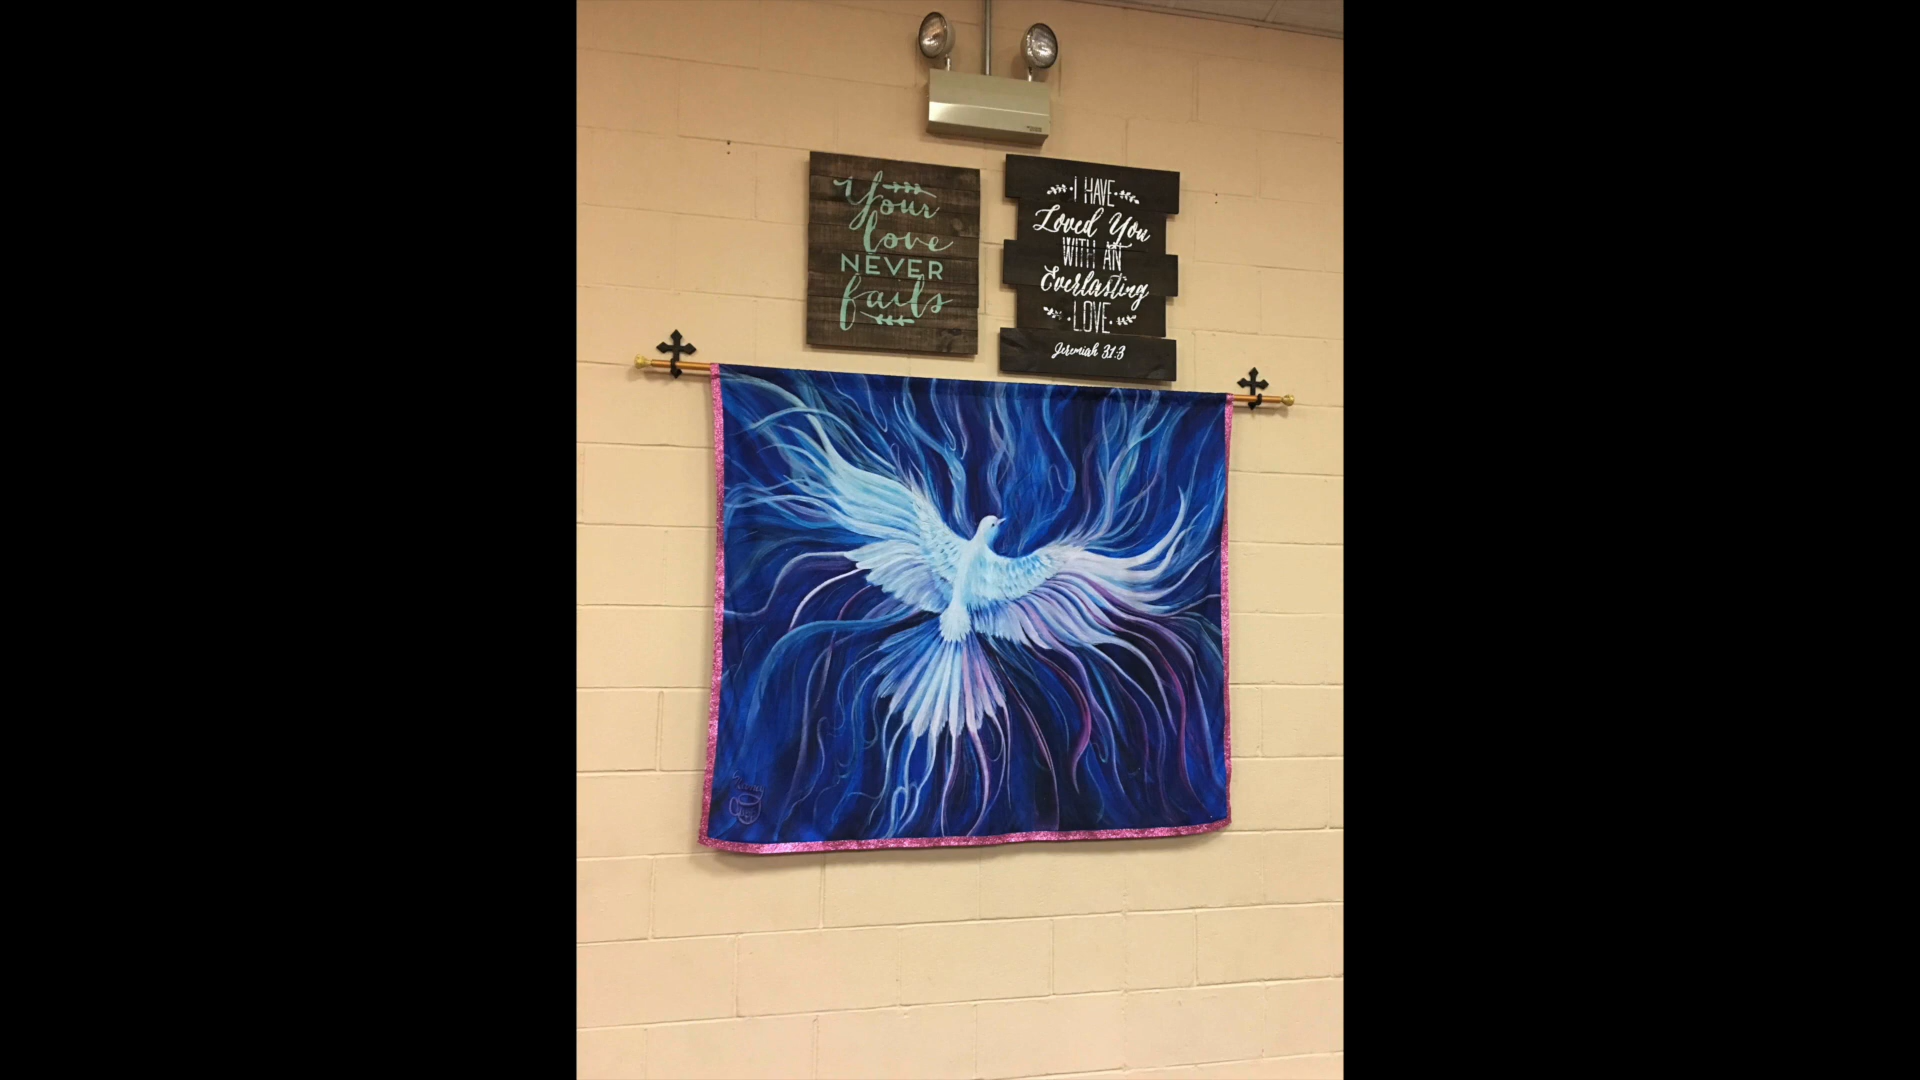 Your
love
NEVER
fails
I HAVE
Loved You
WITH AN
Everlasting
LOVE
Jeremiah 31:3